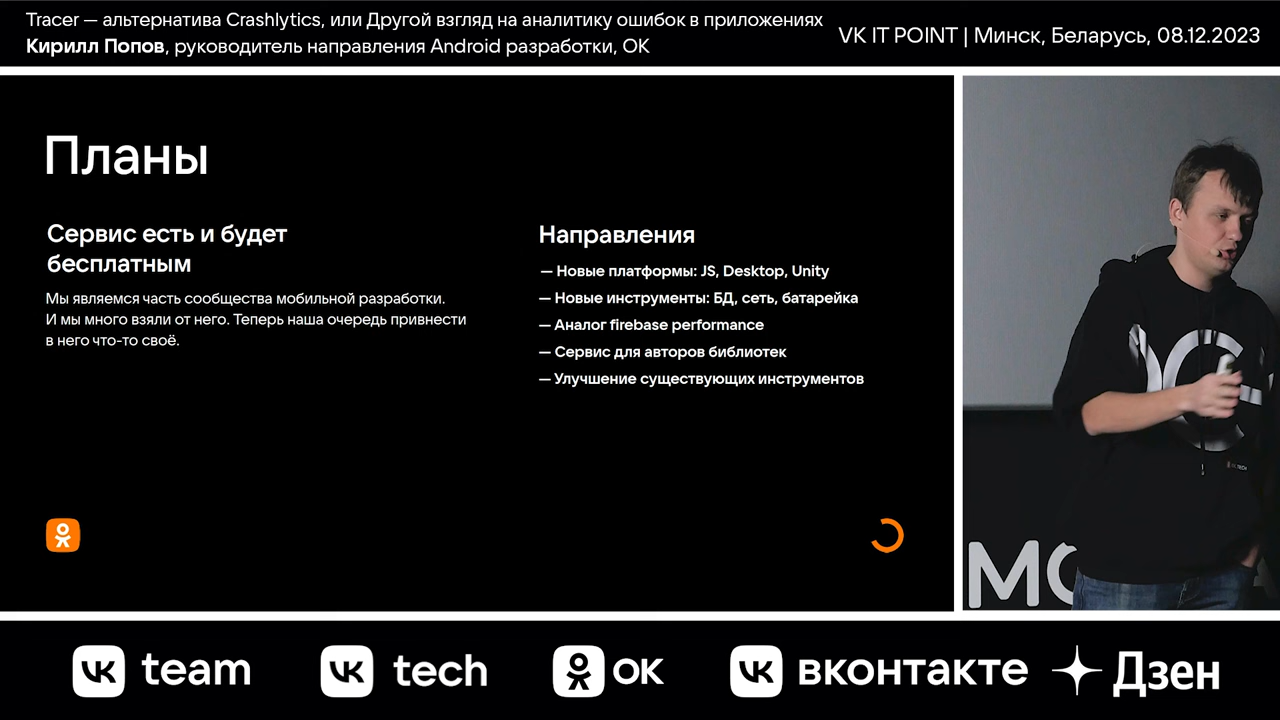 Tracer — альтернатива Crashlytics, или Другой взгляд на аналитику ошибок в приложениях
Кирилл Попов, руководитель направления Android разработки, ОК
VK IT POINT | Минск, Беларусь, 08.12.2023
Планы
Сервис есть и будет
бесплатным
Мы являемся часть сообщества мобильной разработки.
И мы много взяли от него. Теперь наша очередь привнести
в него что-то своё.
Направления
— Новые платформы: JS, Desktop, Unity
— Новые инструменты: БД, сеть, батарейка
— Аналог firebase performance
— Сервис для авторов библиотек
— Улучшение существующих инструментов
team
tech
ок
вконтакте
Дзен